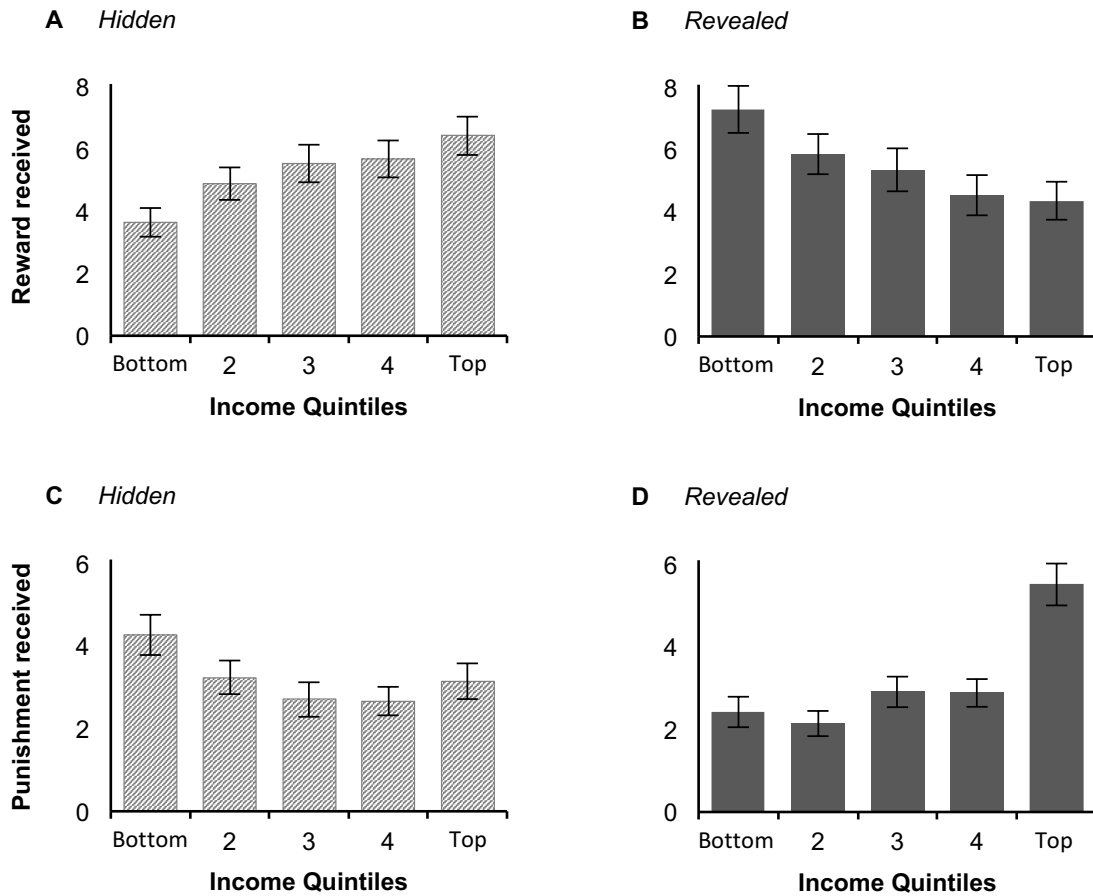 A Hidden
Reward received
8
6
4
2
0
Bottom 2 3 4 Top
Income Quintiles
B Revealed
8
6
4
2
0
Bottom 2 3 4 Top
Income Quintiles
C Hidden
Punishment received
6
4
2
0
Bottom 2 3 4 Top
Income Quintiles
D Revealed
6
4
2
0
Bottom 2 3 4 Top
Income Quintiles